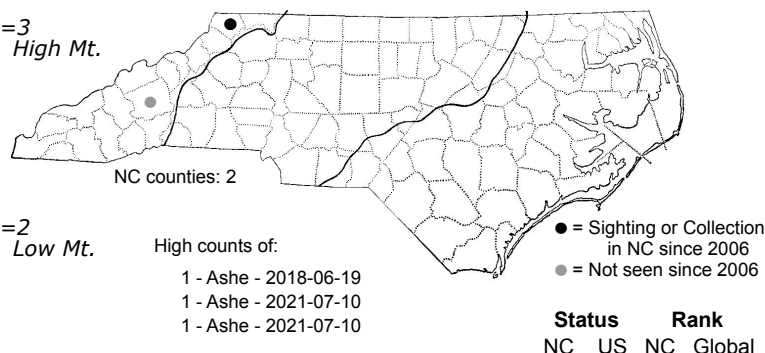 =3
High Mt.
NC counties: 2
=2
Low Mt.
High counts of:
1 - Ashe - 2018-06-19
1 - Ashe - 2021-07-10
1 - Ashe - 2021-07-10
● = Sighting or Collection
in NC since 2006
● = Not seen since 2006
Status Rank
NC US NC Global